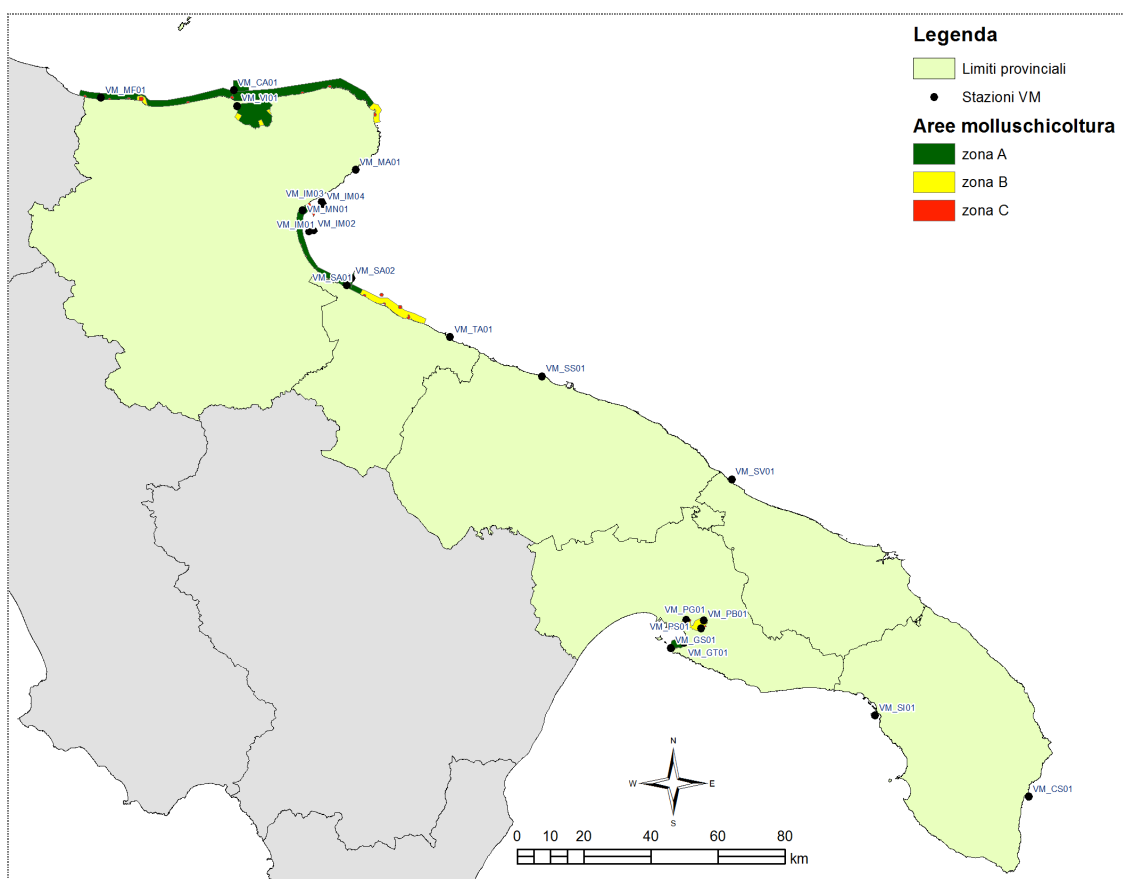 Legenda
Limiti provinciali
Stazioni VM
Aree molluschicoltura
zona A
zona B
zona C
VM_MF01
VM_CA01
VM_VI01
VM_MA01
VM_IM03
VM_IM04
VM_MN01
VM_IM01
VM_IM02
VM_SA02
VM_SA01
VM_TA01
VM_SS01
VM_SV01
VM_PG01
VM_PB01
VM_PS01
VM_GS01
VM_GT01
VM_SI01
VM_CS01
N
W
E
S
0 10 20 40 60 80
km